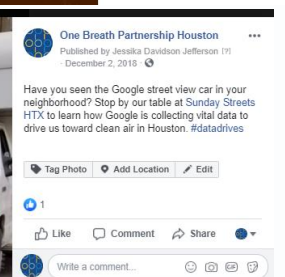 One Breath Partnership Houston
Published by Jessika Davidson Jefferson [?]
· December 2, 2018 ·
Have you seen the Google street view car in your
neighborhood? Stop by our table at Sunday Streets
HTX to learn how Google is collecting vital data to
drive us toward clean air in Houston. #datadrives
Tag Photo Add Location Edit
1
Like Comment Share
Write a comment... GIF